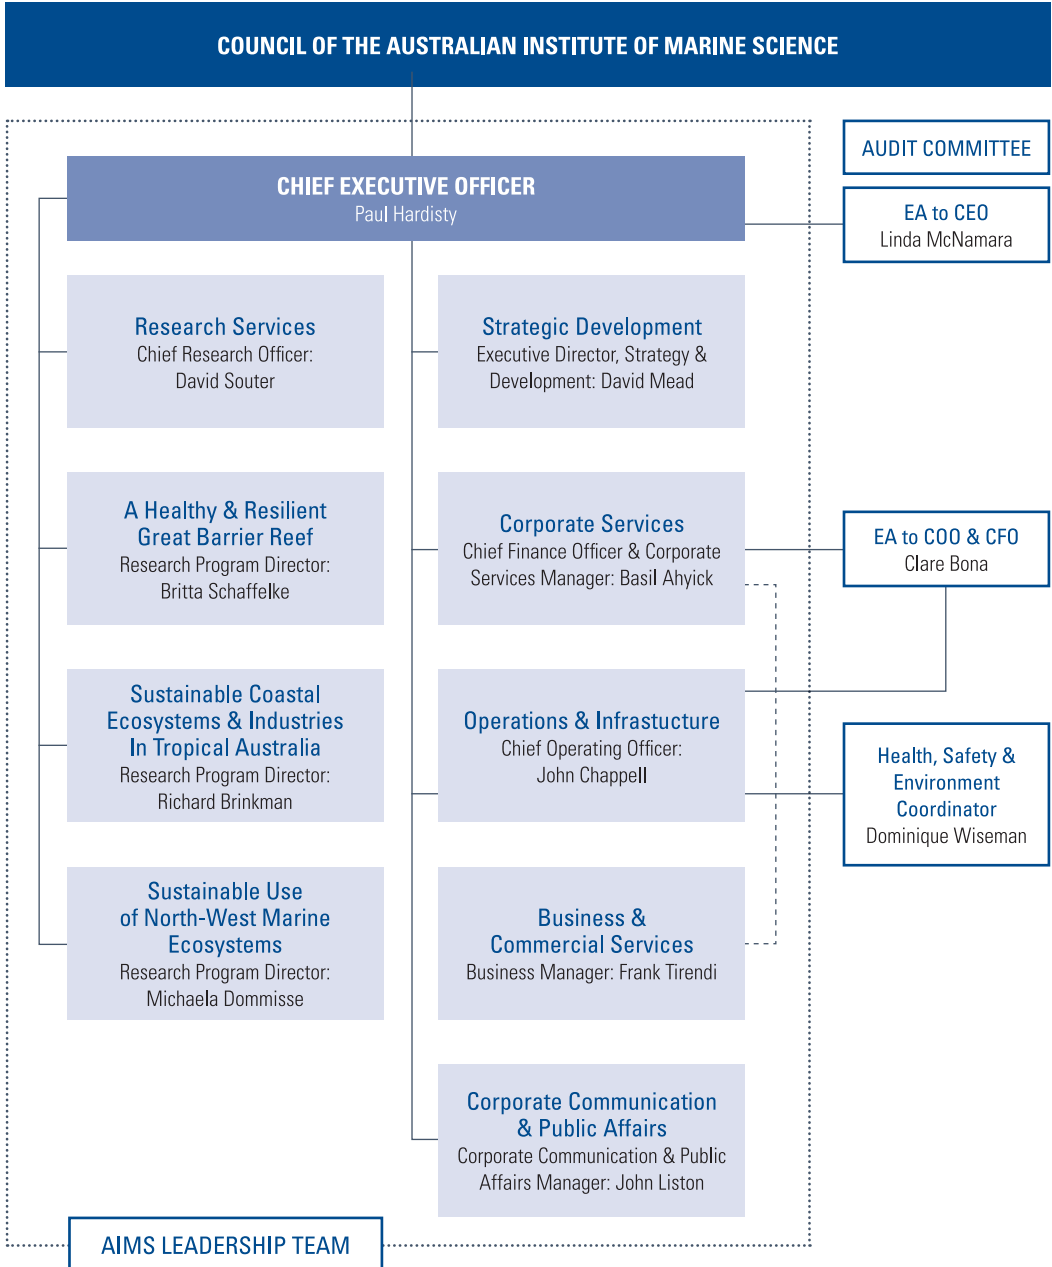 COUNCIL OF THE AUSTRALIAN INSTITUTE OF MARINE SCIENCE
AUDIT COMMITTEE
CHIEF EXECUTIVE OFFICER
Paul Hardisty
EA to CEO
Linda McNamara
Research Services
Chief Research Officer:
David Souter
Strategic Development
Executive Director, Strategy &
Development: David Mead
A Healthy & Resilient
Great Barrier Reef
Research Program Director:
Britta Schaffelke
Corporate Services
Chief Finance Officer & Corporate
Services Manager: Basil Ahyick
EA to COO & CFO
Clare Bona
Sustainable Coastal
Ecosystems & Industries
In Tropical Australia
Research Program Director:
Richard Brinkman
Operations & Infrastucture
Chief Operating Officer:
John Chappell
Health, Safety &
Environment
Coordinator
Dominique Wiseman
Sustainable Use
of North-West Marine
Ecosystems
Research Program Director:
Michaela Dommisse
Business &
Commercial Services
Business Manager: Frank Tirendi
Corporate Communication
& Public Affairs
Corporate Communication & Public
Affairs Manager: John Liston
AIMS LEADERSHIP TEAM